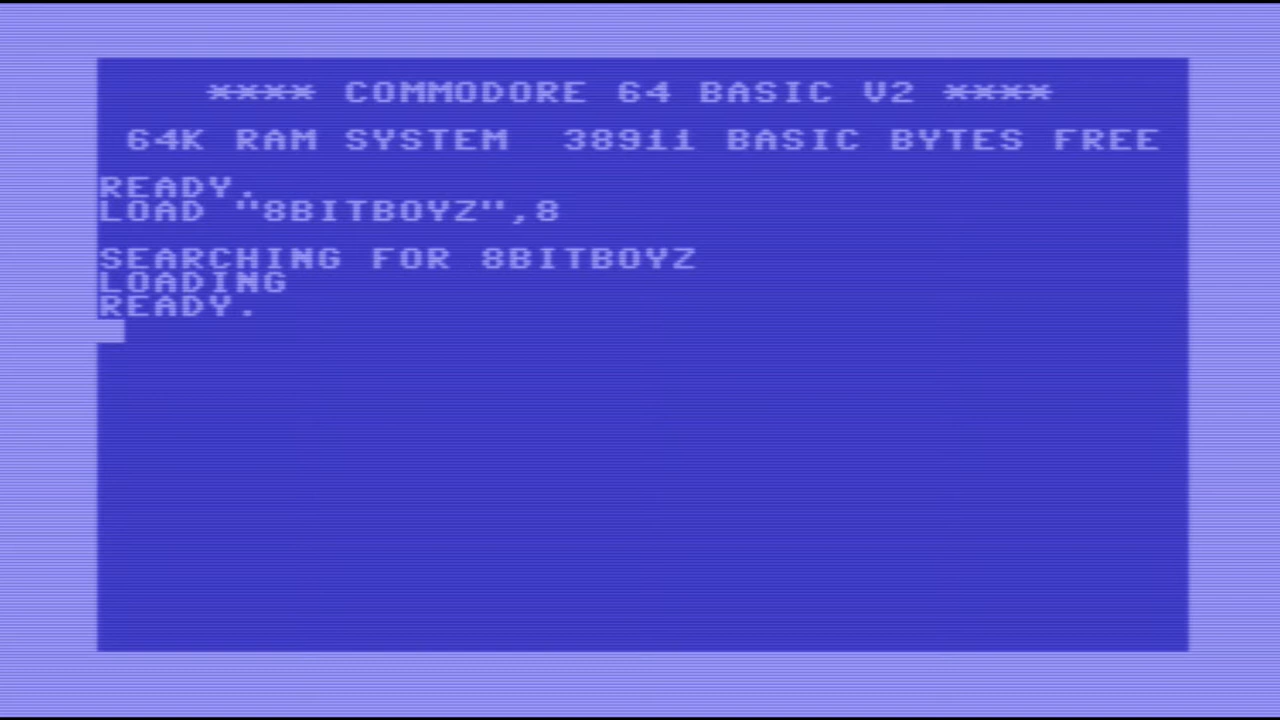 **** COMMODORE 64 BASIC V2 ****
64K RAM SYSTEM  38911 BASIC BYTES FREE
READY.
LOAD "8BITBOYZ",8
SEARCHING FOR 8BITBOYZ
LOADING
READY.